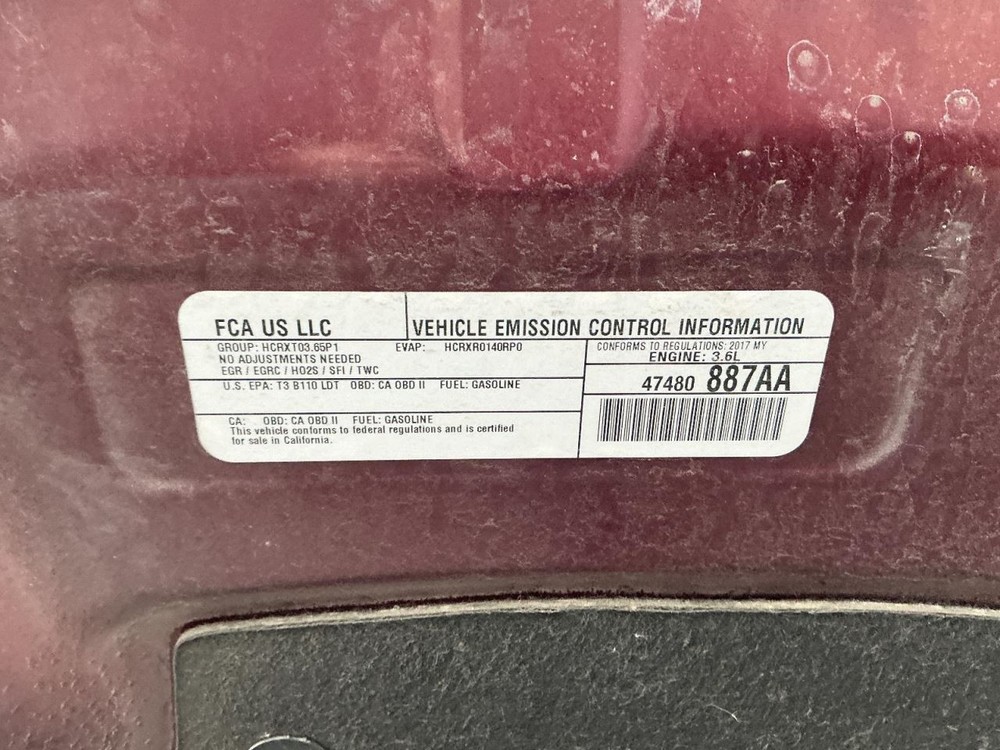 FCA US LLC
VEHICLE EMISSION CONTROL INFORMATION
GROUP: HCRXT03.65P1 EVAP: HCRXR0140RP0
NO ADJUSTMENTS NEEDED
EGR / EGRC / HO2S / SFI / TWC
U.S. EPA: T3 B110 LDT OBD: CA OBD II FUEL: GASOLINE
CA: OBD: CA OBD II FUEL: GASOLINE
This vehicle conforms to federal regulations and is certified
for sale in California.
CONFORMS TO REGULATIONS: 2017 MY
ENGINE: 3.6L
47480 887AA